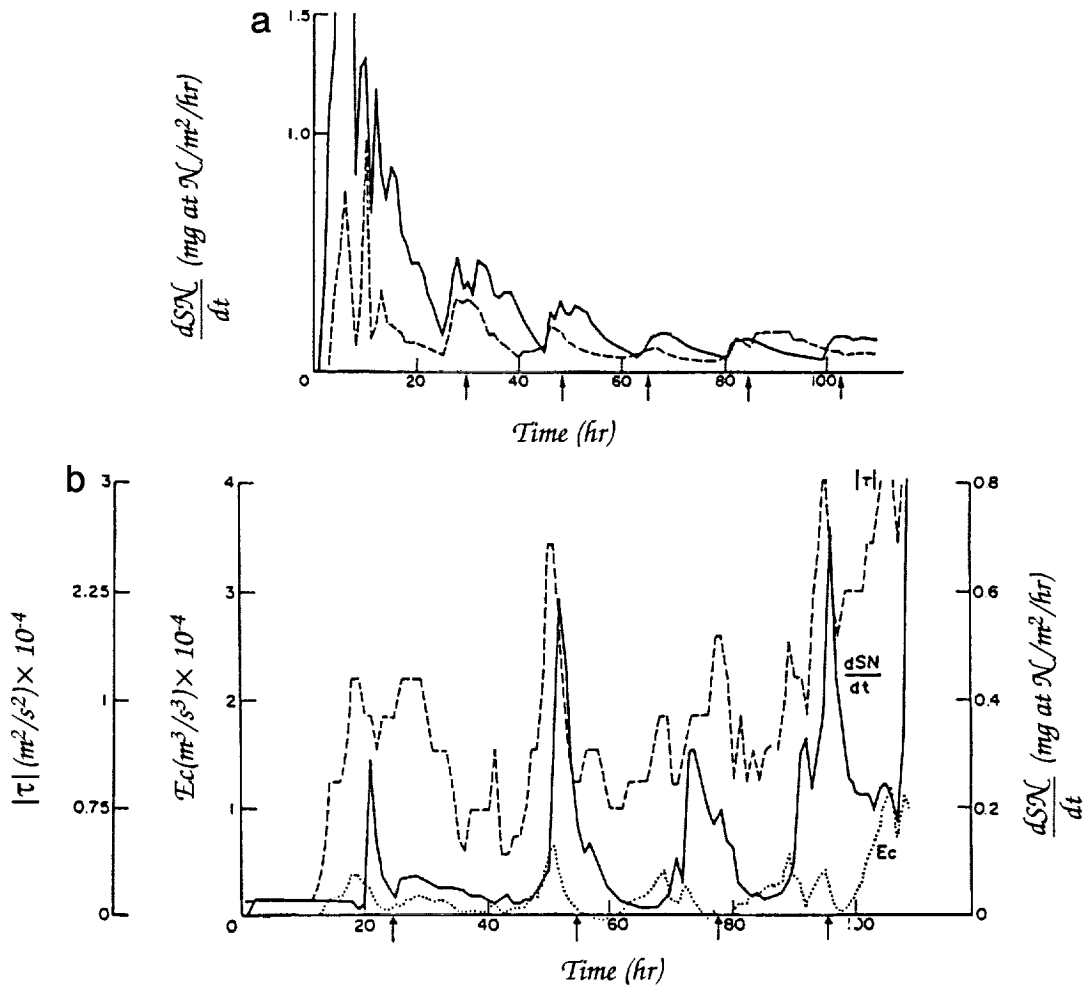 a
1.5
1.0
dSN/dt (mg at N/m²/hr)
0 20 40 60 80 100
Time (hr)
b
3
2.25
1
0.75
0
|τ| (m²/s²) × 10⁻⁴
4
3
2
1
0
Ec (m³/s³) × 10⁻⁴
|τ|
dSN/dt
Ec
0.8
0.6
0.4
0.2
0
dSN/dt (mg at N/m²/hr)
20 40 60 80 100
Time (hr)